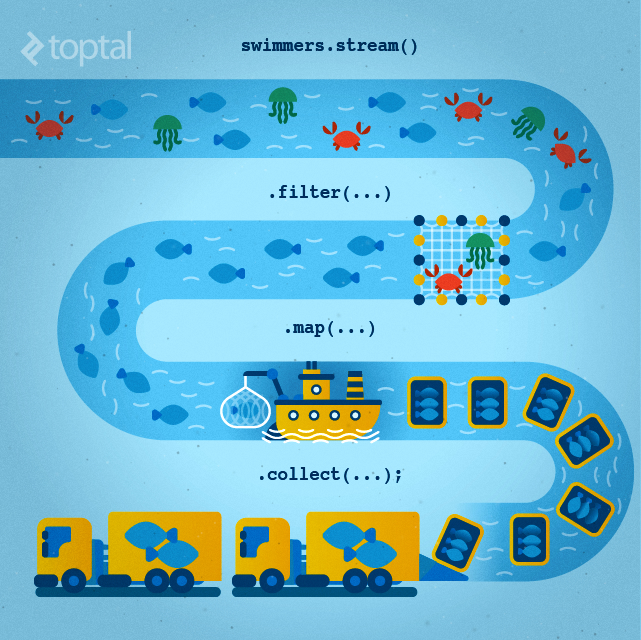 toptal
swimmers.stream()
.filter(...)
.map(...)
.collect(...);